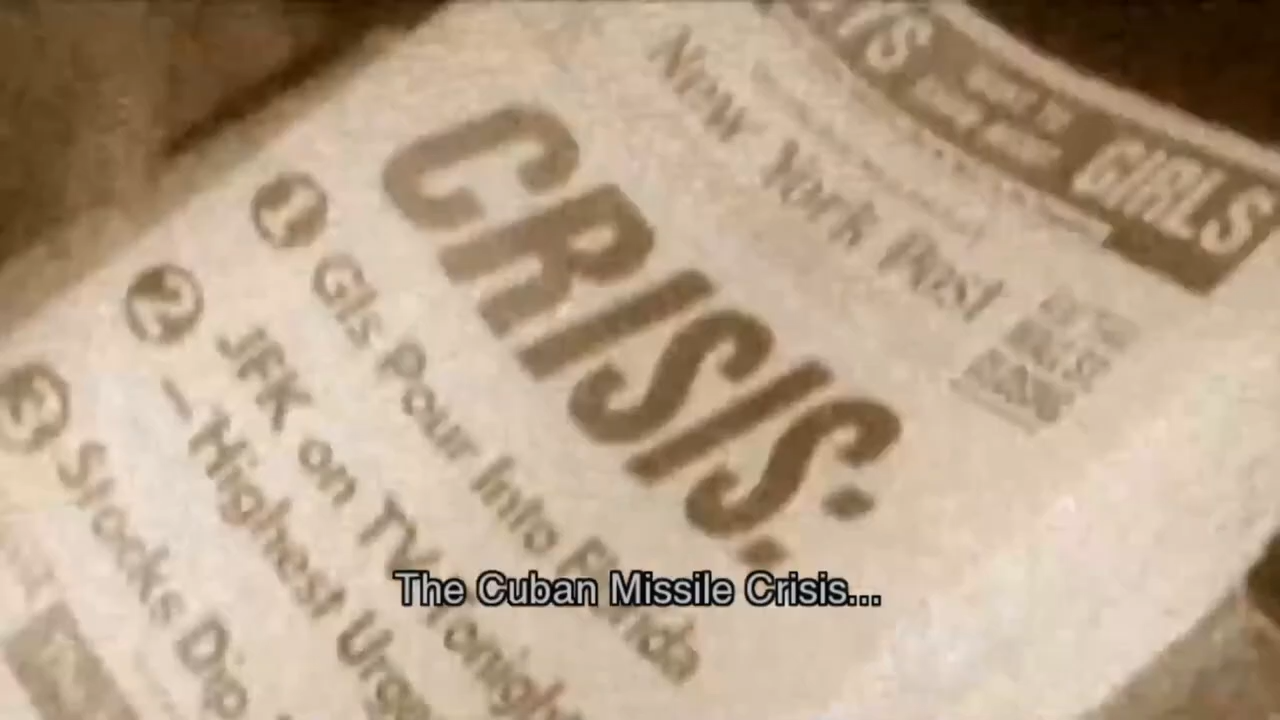 GIRLS
New York Post
CRISIS:
1 GIs Pour Into Florida
2 JFK on TV Tonight
– Highest Urge
3 Stocks Dip
The Cuban Missile Crisis...